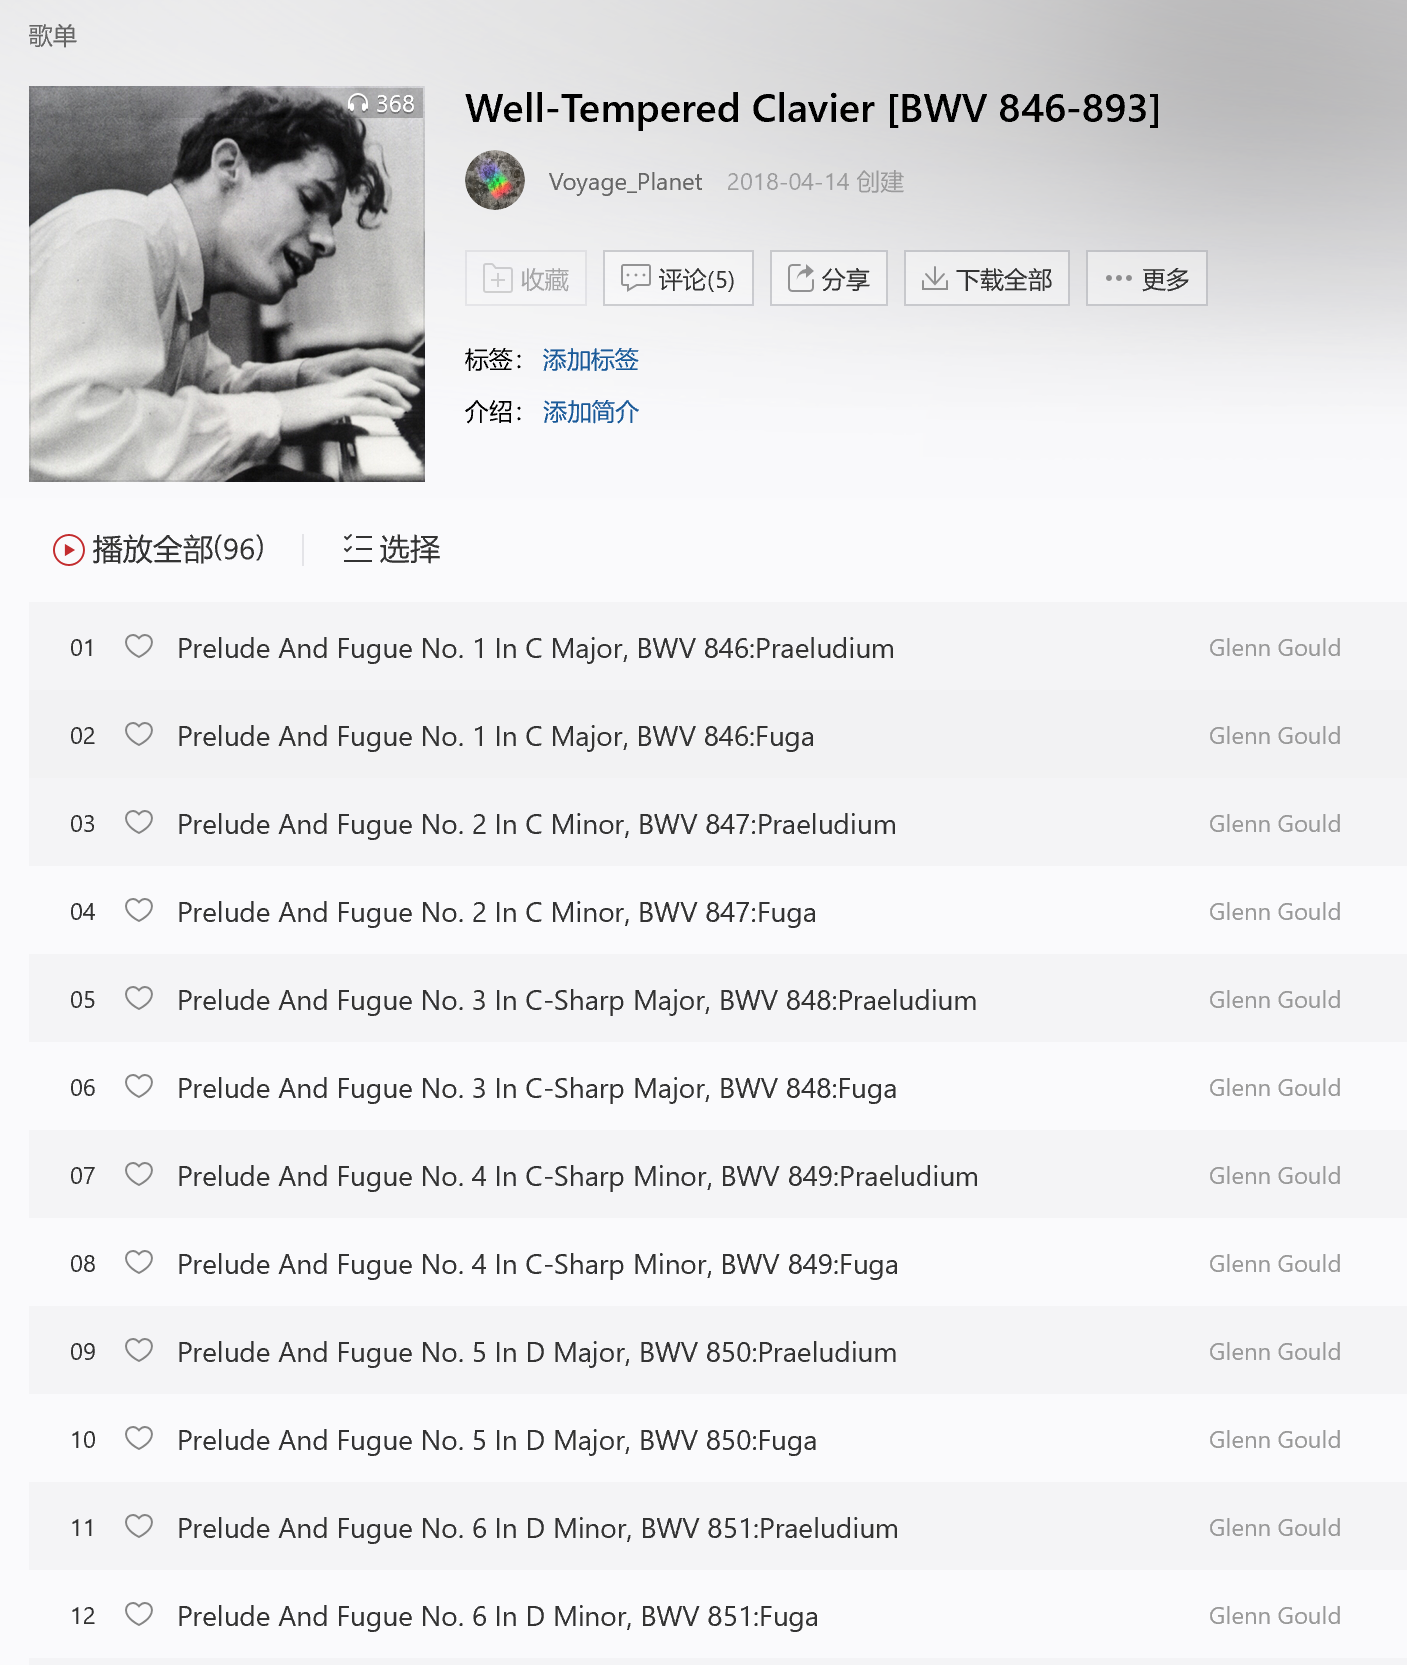 歌单
368
Well-Tempered Clavier [BWV 846-893]
Voyage_Planet 2018-04-14 创建
收藏 评论(5) 分享 下载全部 更多
标签： 添加标签
介绍： 添加简介
播放全部(96) 选择
01 Prelude And Fugue No. 1 In C Major, BWV 846:Praeludium Glenn Gould
02 Prelude And Fugue No. 1 In C Major, BWV 846:Fuga Glenn Gould
03 Prelude And Fugue No. 2 In C Minor, BWV 847:Praeludium Glenn Gould
04 Prelude And Fugue No. 2 In C Minor, BWV 847:Fuga Glenn Gould
05 Prelude And Fugue No. 3 In C-Sharp Major, BWV 848:Praeludium Glenn Gould
06 Prelude And Fugue No. 3 In C-Sharp Major, BWV 848:Fuga Glenn Gould
07 Prelude And Fugue No. 4 In C-Sharp Minor, BWV 849:Praeludium Glenn Gould
08 Prelude And Fugue No. 4 In C-Sharp Minor, BWV 849:Fuga Glenn Gould
09 Prelude And Fugue No. 5 In D Major, BWV 850:Praeludium Glenn Gould
10 Prelude And Fugue No. 5 In D Major, BWV 850:Fuga Glenn Gould
11 Prelude And Fugue No. 6 In D Minor, BWV 851:Praeludium Glenn Gould
12 Prelude And Fugue No. 6 In D Minor, BWV 851:Fuga Glenn Gould